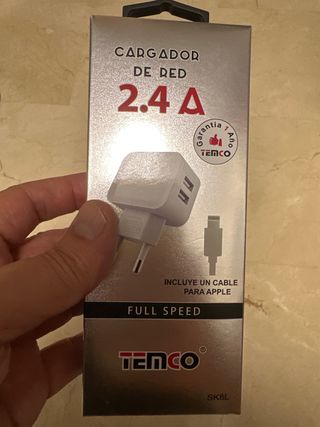 CARGADOR
DE RED
2.4 A
Garantía 1 Año
TEMCO
INCLUYE UN CABLE
PARA APPLE
FULL SPEED
TEMCO®
SK6L